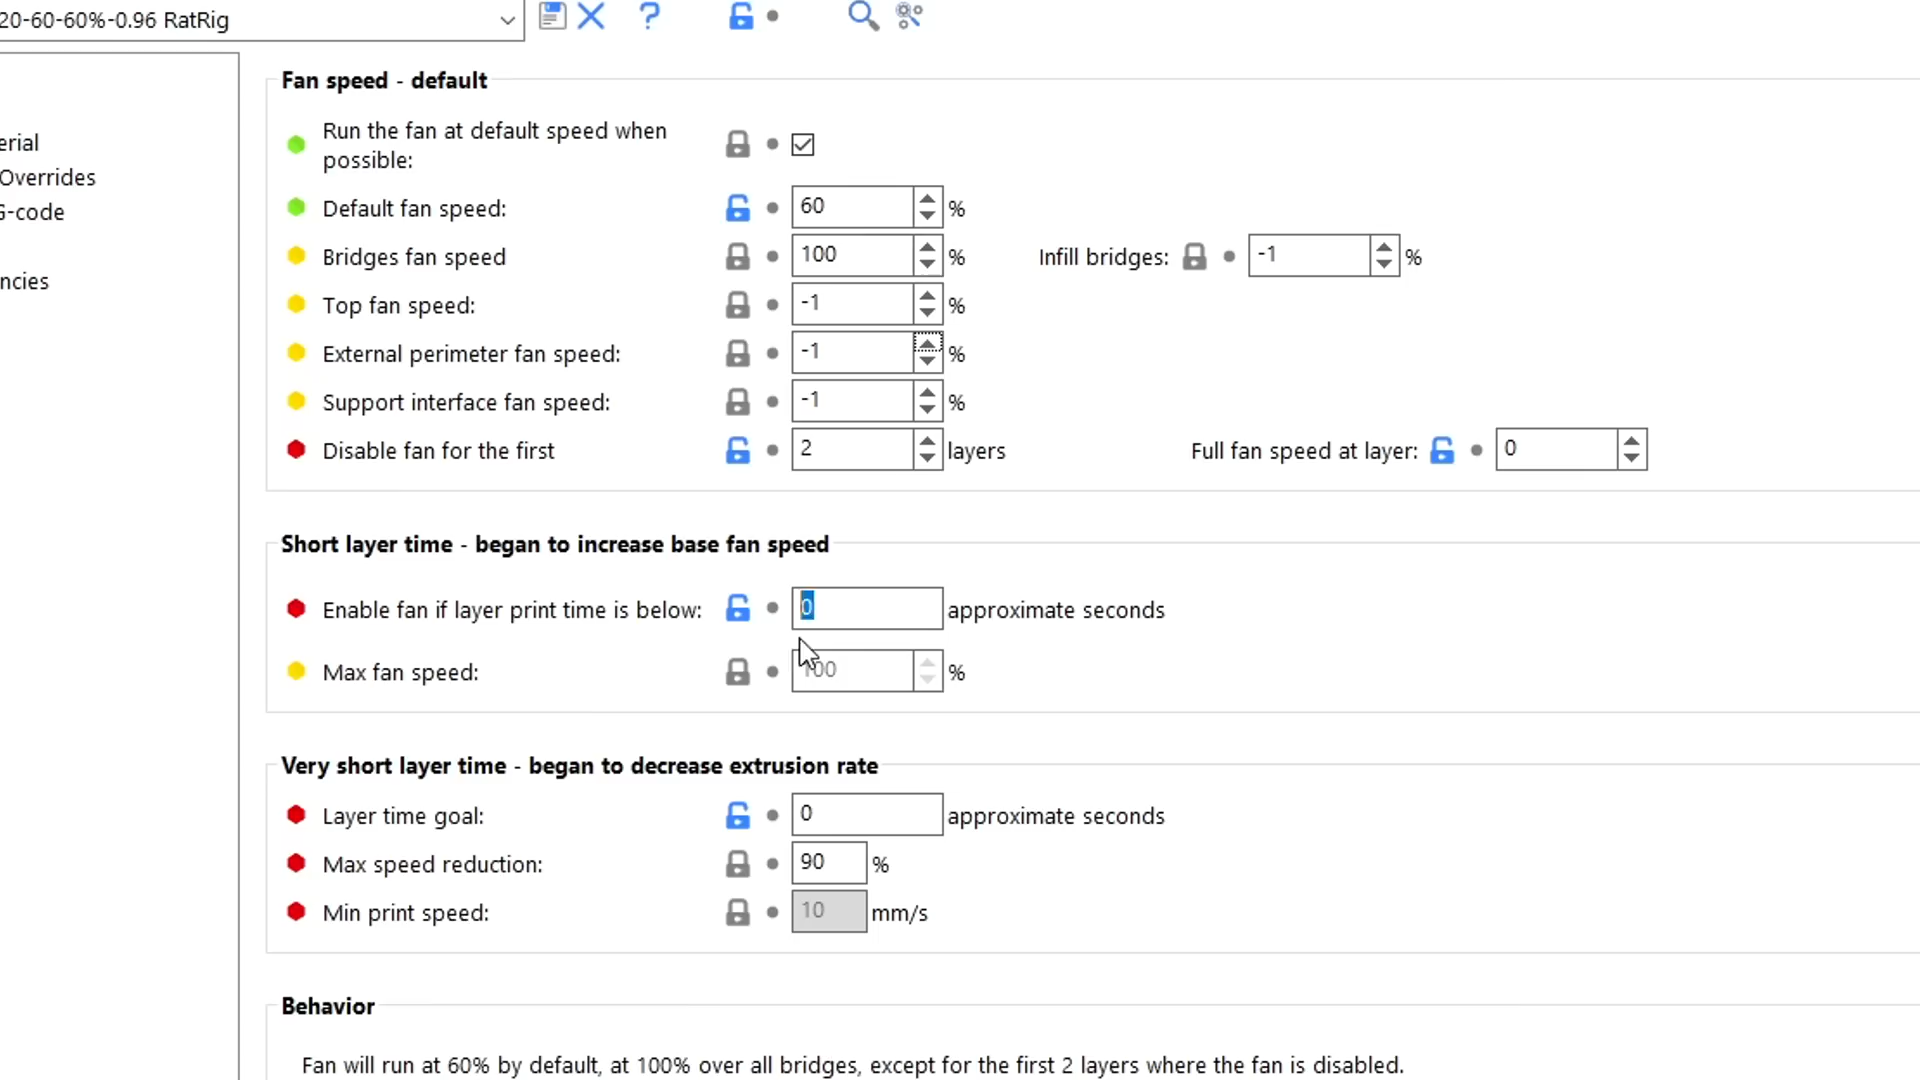 20-60-60%-0.96 RatRig
erial
Overrides
G-code
ncies
Fan speed - default
Run the fan at default speed when
possible:
Default fan speed: 60 %
Bridges fan speed 100 % Infill bridges: -1 %
Top fan speed: -1 %
External perimeter fan speed: -1 %
Support interface fan speed: -1 %
Disable fan for the first 2 layers Full fan speed at layer: 0
Short layer time - began to increase base fan speed
Enable fan if layer print time is below: 0 approximate seconds
Max fan speed: 100 %
Very short layer time - began to decrease extrusion rate
Layer time goal: 0 approximate seconds
Max speed reduction: 90 %
Min print speed: 10 mm/s
Behavior
Fan will run at 60% by default, at 100% over all bridges, except for the first 2 layers where the fan is disabled.